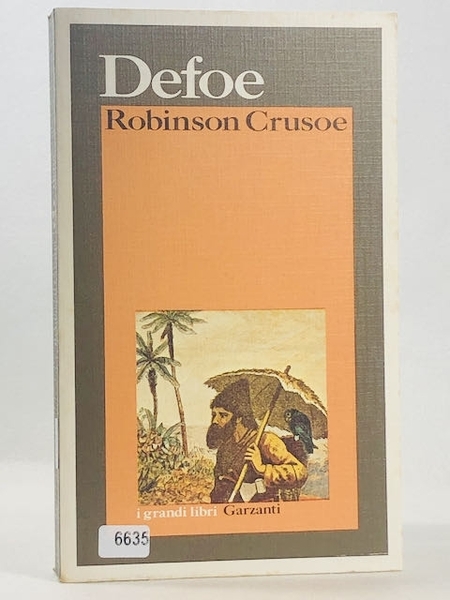 Defoe
Robinson Crusoe
i grandi libri Garzanti
6635